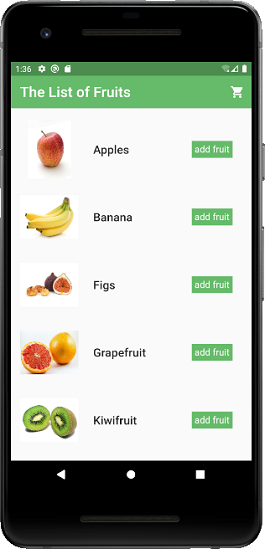 1:36
The List of Fruits
Apples add fruit
Banana add fruit
Figs add fruit
Grapefruit add fruit
Kiwifruit add fruit